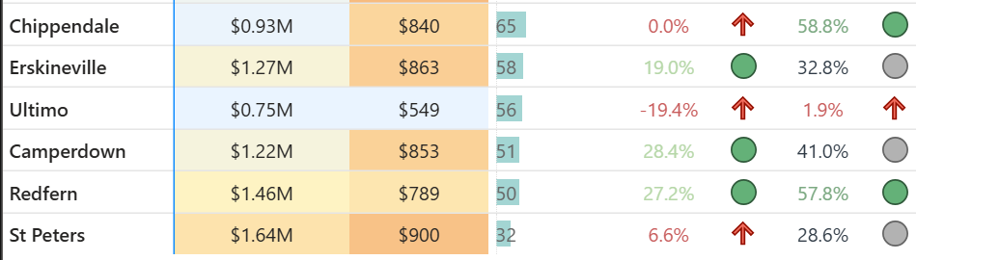 Chippendale $0.93M $840 65 0.0% 58.8%
Erskineville $1.27M $863 58 19.0% 32.8%
Ultimo $0.75M $549 56 -19.4% 1.9%
Camperdown $1.22M $853 51 28.4% 41.0%
Redfern $1.46M $789 50 27.2% 57.8%
St Peters $1.64M $900 32 6.6% 28.6%